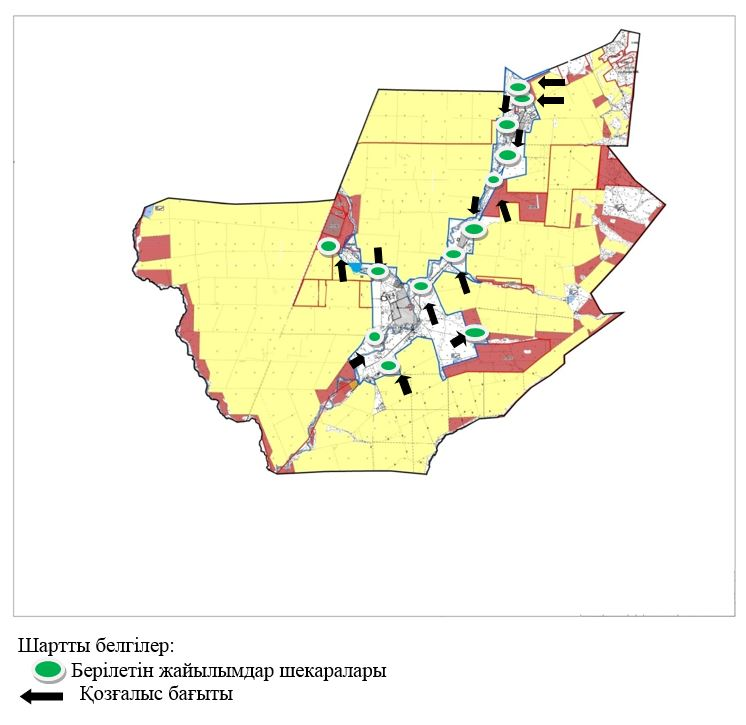 Шартты белгілер:
Берілетін жайылымдар шекаралары
Қозғалыс бағыты